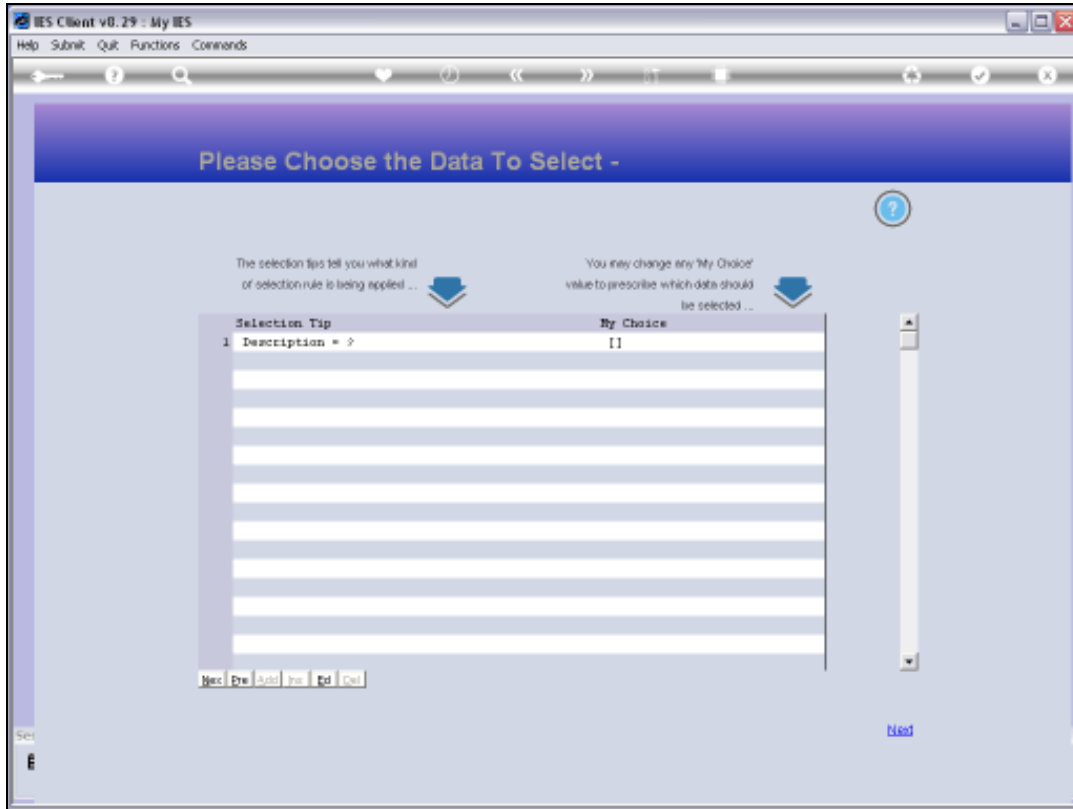 IES Client v8.29 : My IES
Help Submit Quit Functions Commands
Please Choose the Data To Select -
The selection tips tell you what kind
of selection rule is being applied ...
You may change any 'My Choice'
value to prescribe which data should
be selected ...
Selection Tip My Choice
1 Description = ? []
Nex Pre Add Ins Ed Del
Next
Ses